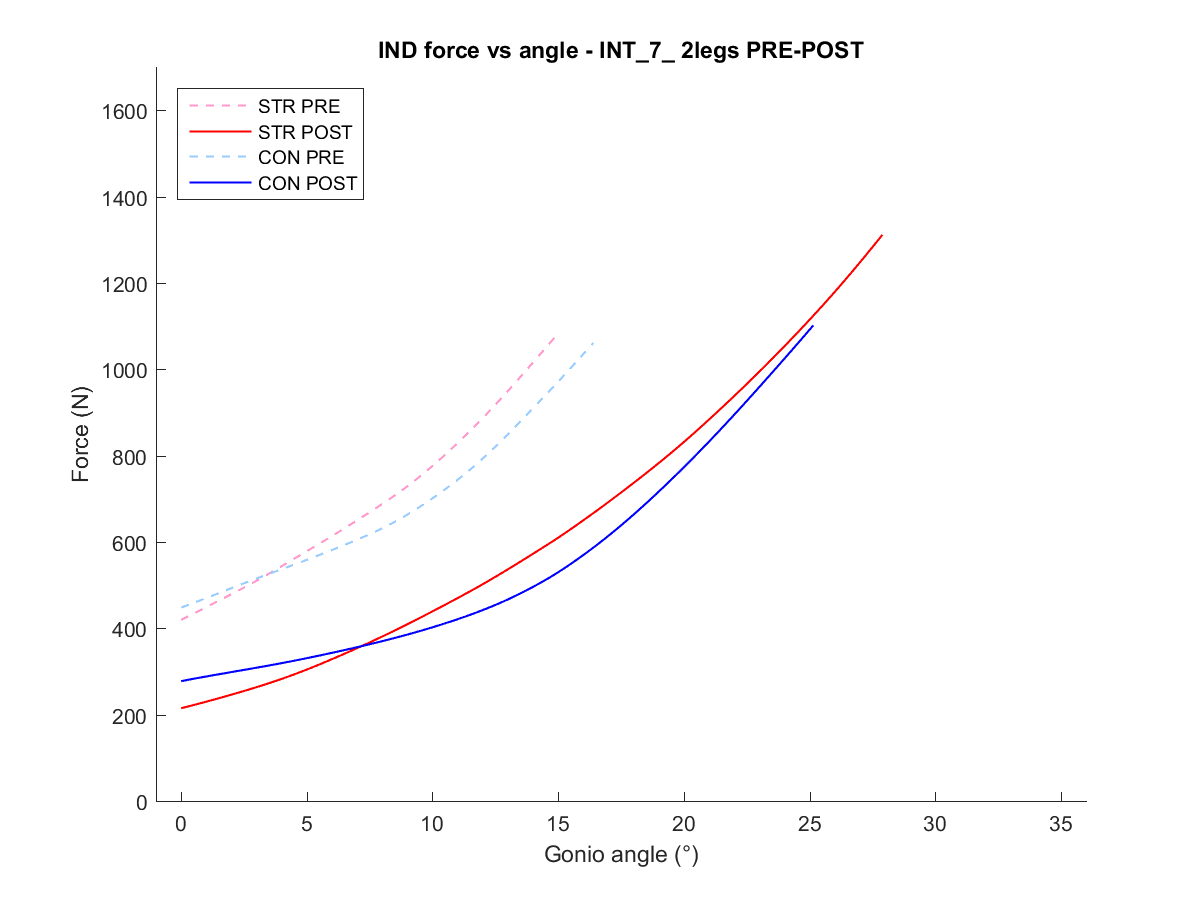 IND force vs angle - INT_7_ 2legs PRE-POST
STR PRE
STR POST
CON PRE
CON POST
1600
1400
1200
1000
800
600
400
200
0
Force (N)
0 5 10 15 20 25 30 35
Gonio angle (°)